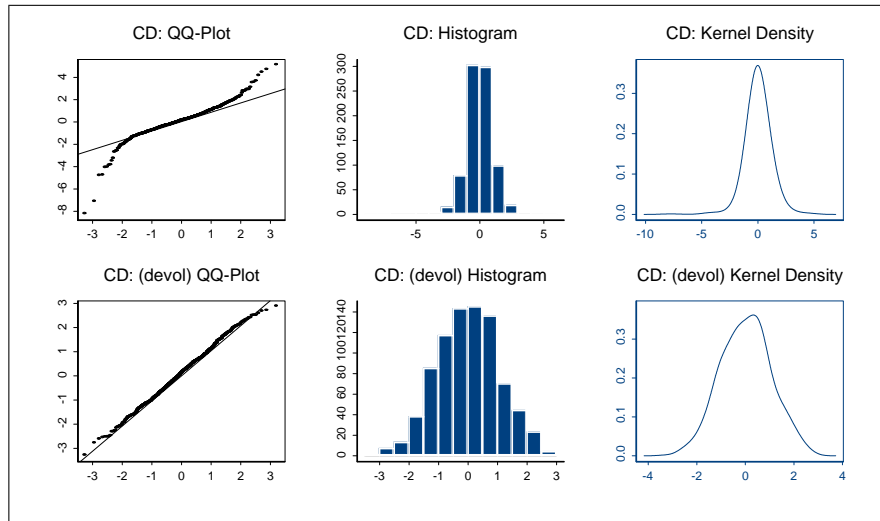 CD: QQ-Plot
CD: Histogram
CD: Kernel Density
-8 -6 -4 -2 0 2 4
-3 -2 -1 0 1 2 3
0 50 100 150 200 250 300
-5 0 5
0.0 0.1 0.2 0.3
-10 -5 0 5
CD: (devol) QQ-Plot
CD: (devol) Histogram
CD: (devol) Kernel Density
-3 -2 -1 0 1 2 3
-3 -2 -1 0 1 2 3
0 20 40 60 80 100 120 140
-3 -2 -1 0 1 2 3
0.0 0.1 0.2 0.3
-4 -2 0 2 4